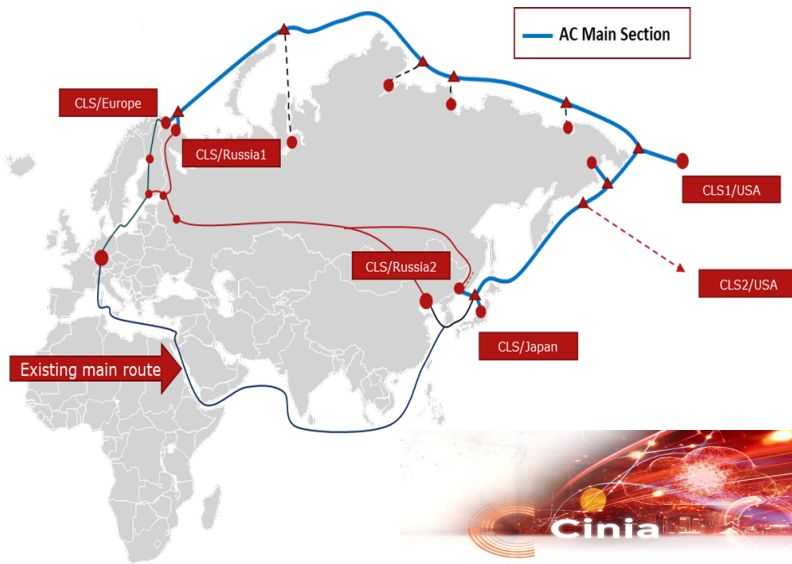 AC Main Section
CLS/Europe
CLS/Russia1
CLS1/USA
CLS/Russia2
CLS2/USA
CLS/Japan
Existing main route
Cinia